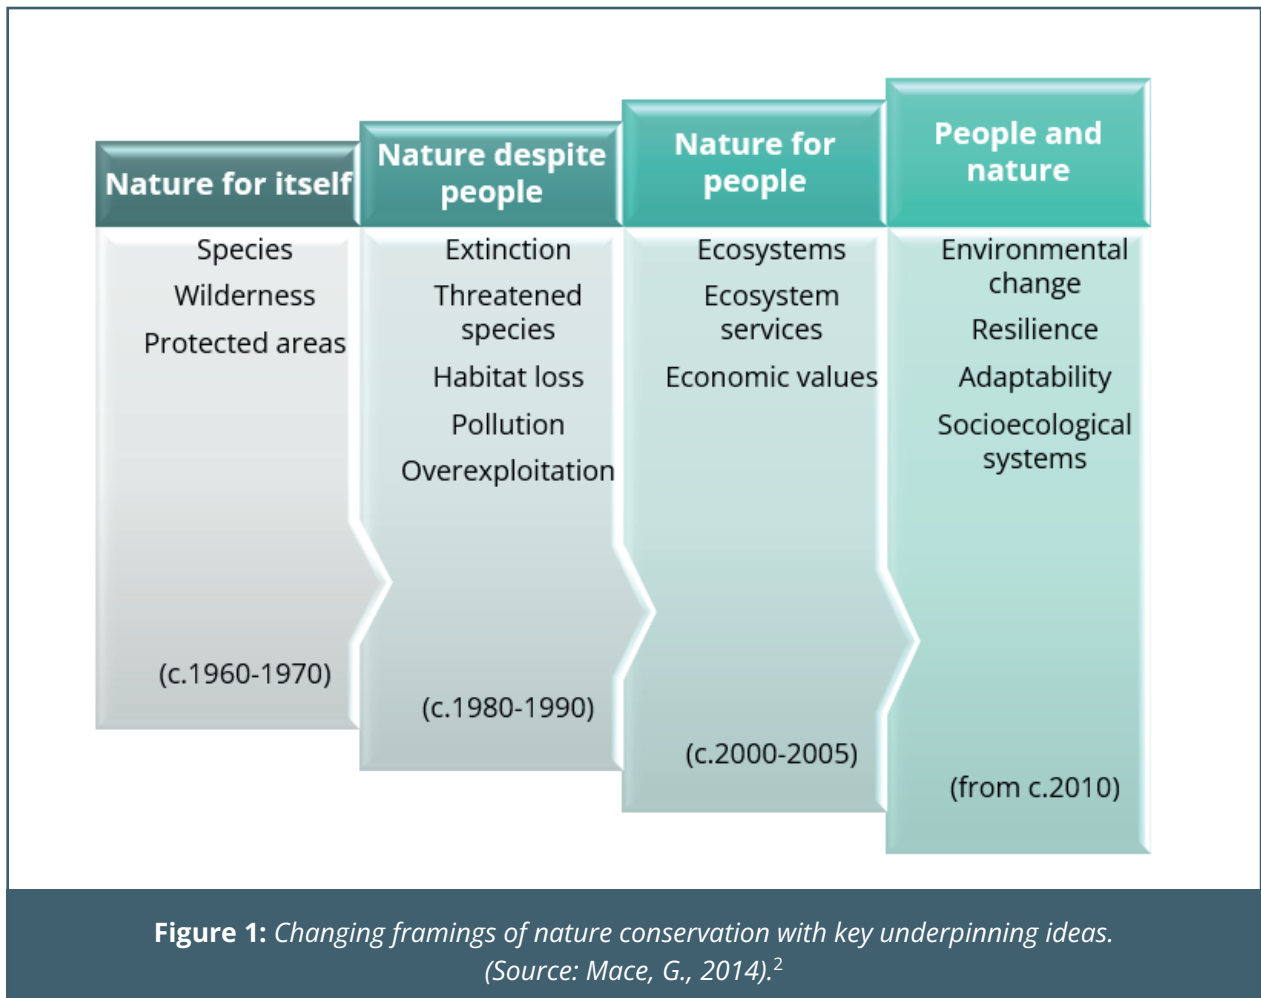 Nature for itself
Species
Wilderness
Protected areas
(c.1960-1970)
Nature despite
people
Extinction
Threatened
species
Habitat loss
Pollution
Overexploitation
(c.1980-1990)
Nature for
people
Ecosystems
Ecosystem
services
Economic values
(c.2000-2005)
People and
nature
Environmental
change
Resilience
Adaptability
Socioecological
systems
(from c.2010)
Figure 1: Changing framings of nature conservation with key underpinning ideas.
(Source: Mace, G., 2014).²